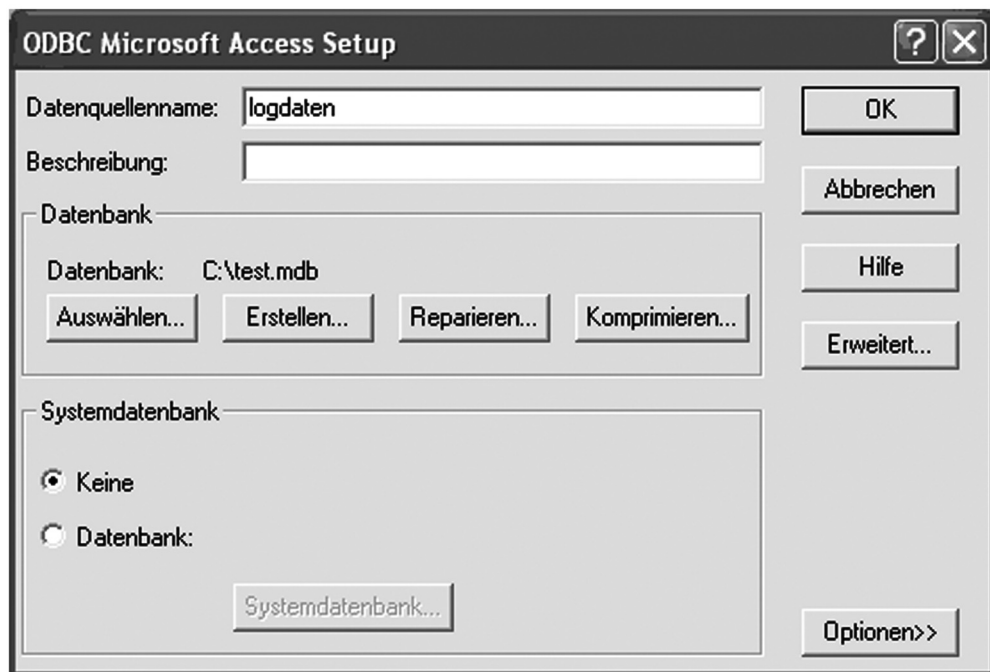 ODBC Microsoft Access Setup
Datenquellenname: logdaten
OK
Beschreibung:
Abbrechen
Datenbank
Datenbank: C:\test.mdb
Hilfe
Auswählen... Erstellen... Reparieren... Komprimieren...
Erweitert...
Systemdatenbank
Keine
Datenbank:
Systemdatenbank...
Optionen>>